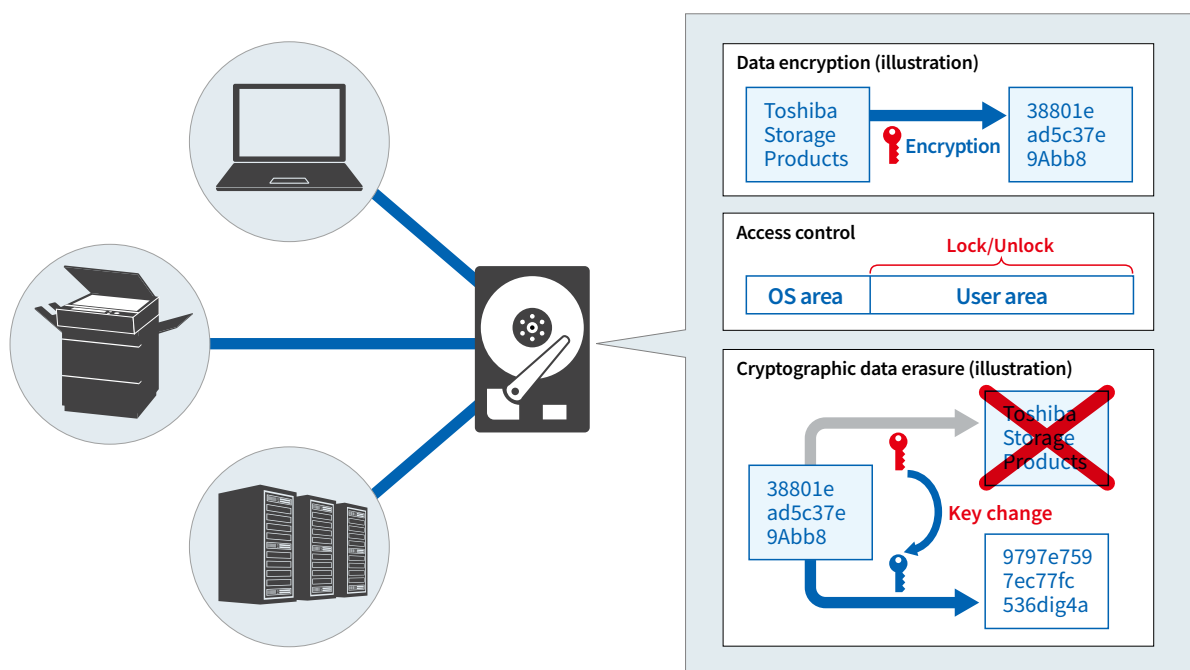 Data encryption (illustration)
Toshiba
Storage
Products
Encryption
38801e
ad5c37e
9Abb8
Access control
Lock/Unlock
OS area
User area
Cryptographic data erasure (illustration)
Toshiba
Storage
Products
38801e
ad5c37e
9Abb8
Key change
9797e759
7ec77fc
536dig4a